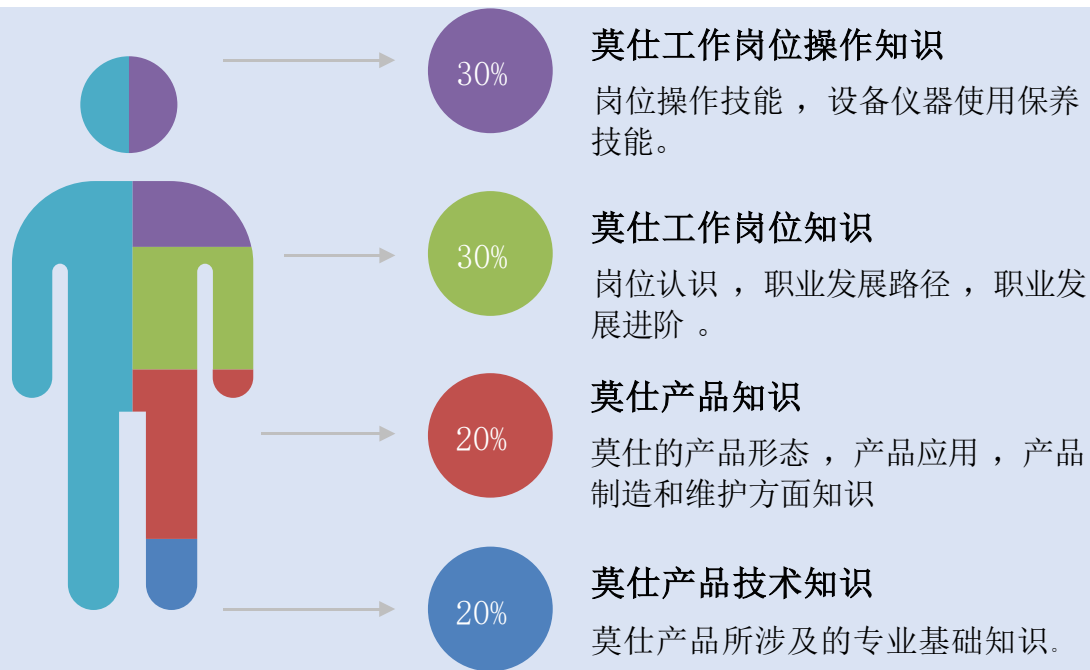 30%
莫仕工作岗位操作知识
岗位操作技能 ，设备仪器使用保养
技能。
30%
莫仕工作岗位知识
岗位认识 ，职业发展路径 ，职业发
展进阶 。
20%
莫仕产品知识
莫仕的产品形态 ，产品应用 ，产品
制造和维护方面知识
20%
莫仕产品技术知识
莫仕产品所涉及的专业基础知识。